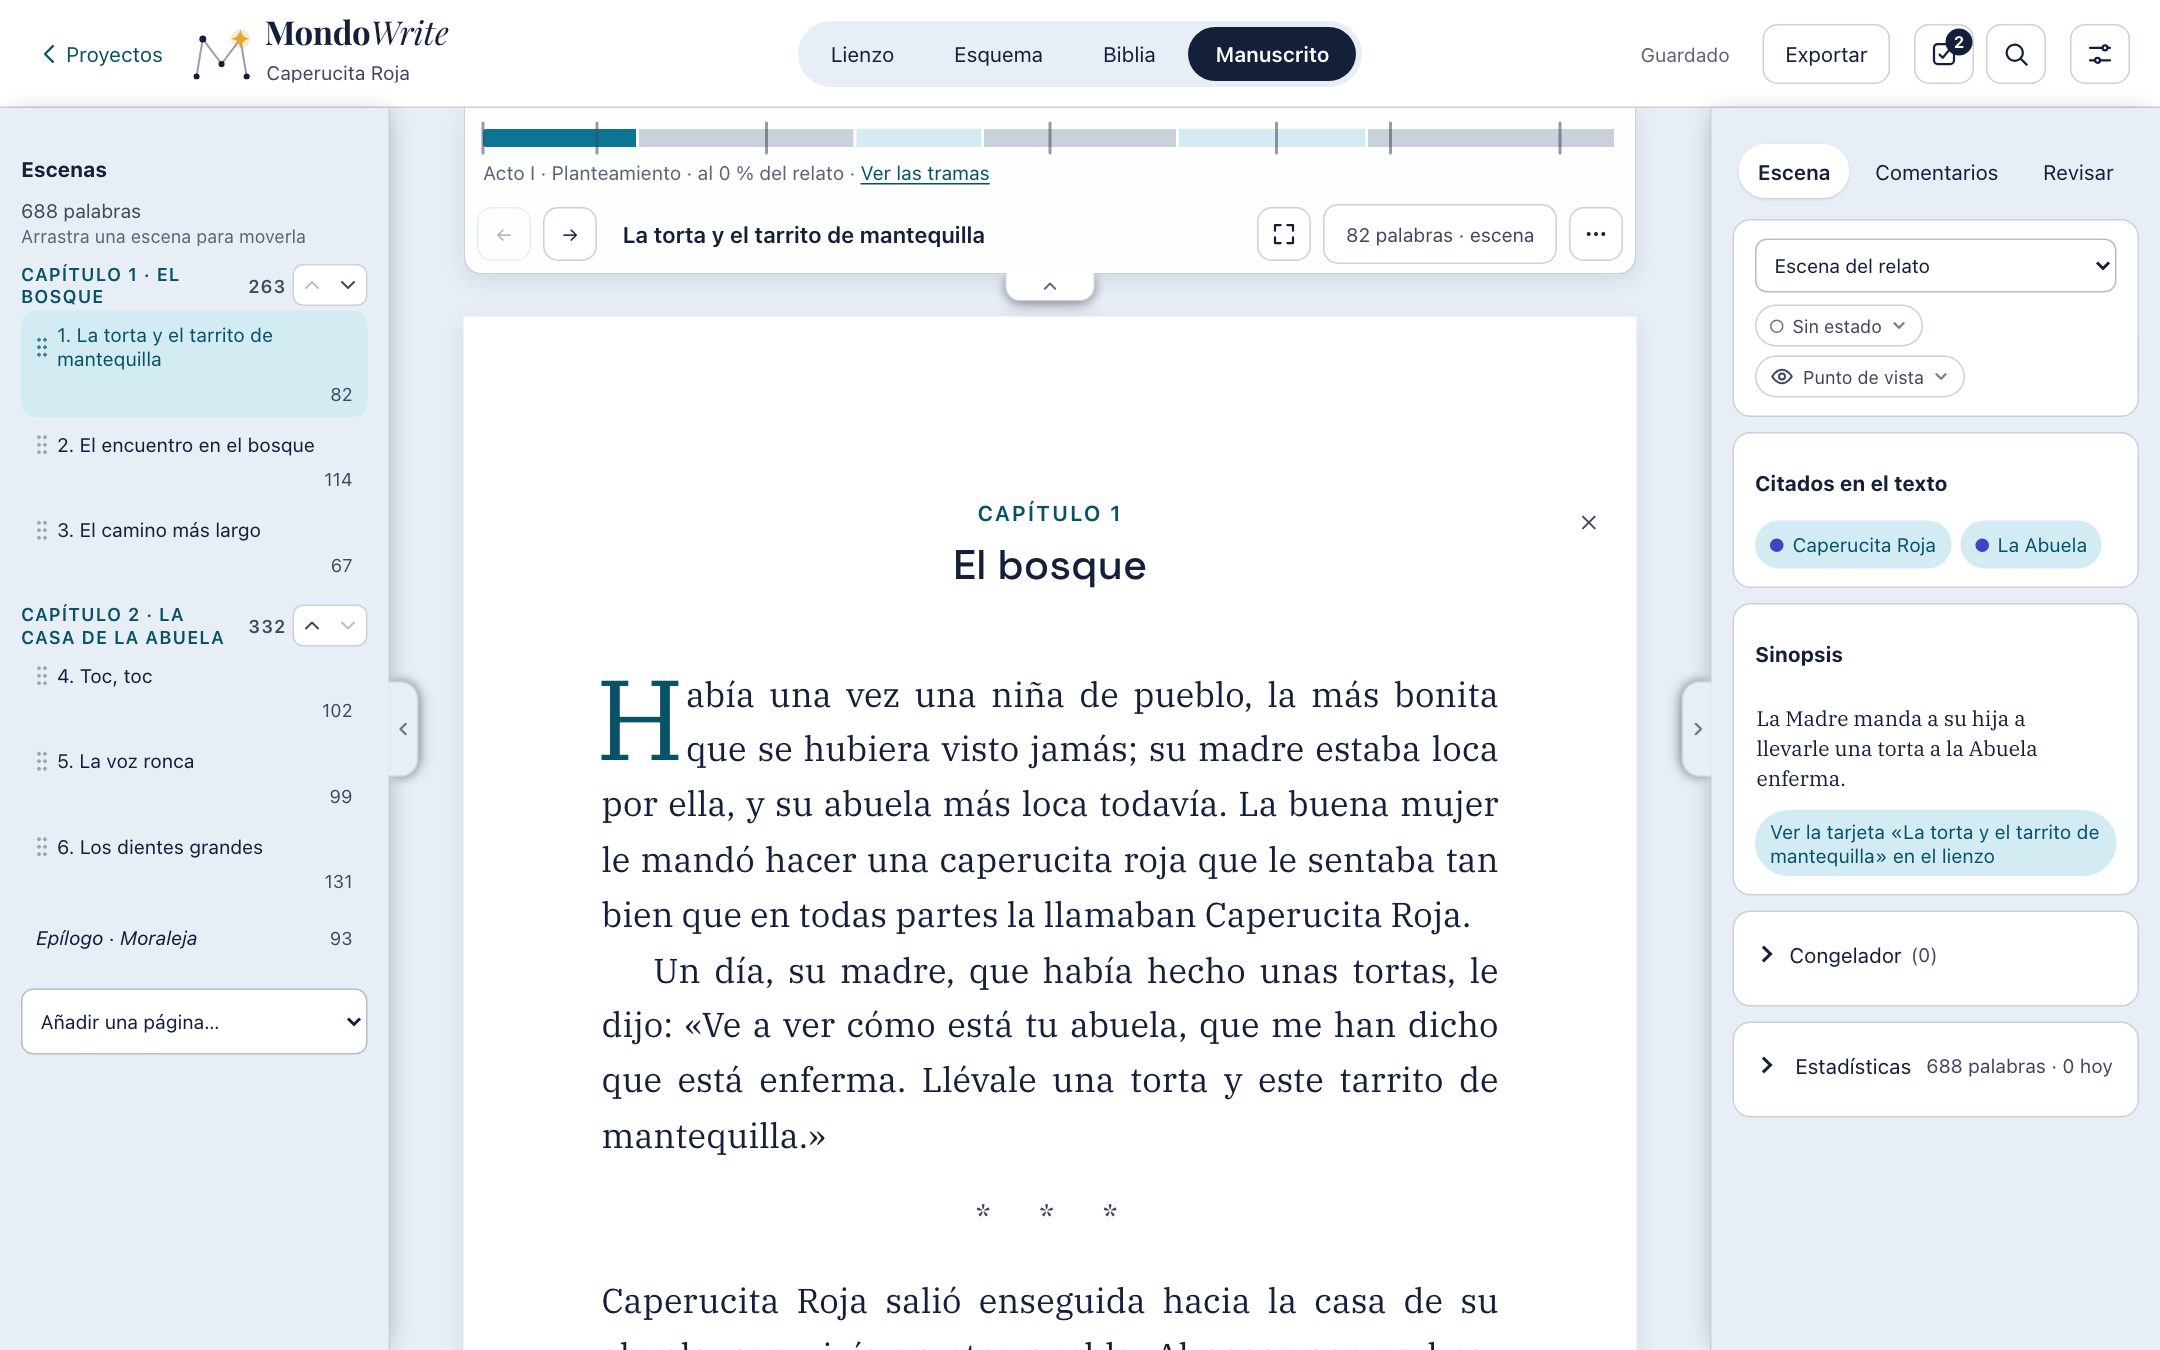 Proyectos
MondoWrite
Caperucita Roja
Lienzo
Esquema
Biblia
Manuscrito
Guardado
Exportar
2
Escenas
688 palabras
Arrastra una escena para moverla
CAPÍTULO 1 · EL
BOSQUE
263
1. La torta y el tarrito de
mantequilla
82
2. El encuentro en el bosque
114
3. El camino más largo
67
CAPÍTULO 2 · LA
CASA DE LA ABUELA
332
4. Toc, toc
102
5. La voz ronca
99
6. Los dientes grandes
131
Epílogo · Moraleja
93
Añadir una página...
Acto I · Planteamiento · al 0 % del relato · Ver las tramas
La torta y el tarrito de mantequilla
82 palabras · escena
CAPÍTULO 1
El bosque
Había una vez una niña de pueblo, la más bonita
que se hubiera visto jamás; su madre estaba loca
por ella, y su abuela más loca todavía. La buena mujer
le mandó hacer una caperucita roja que le sentaba tan
bien que en todas partes la llamaban Caperucita Roja.
Un día, su madre, que había hecho unas tortas, le
dijo: «Ve a ver cómo está tu abuela, que me han dicho
que está enferma. Llévale una torta y este tarrito de
mantequilla.»
* * *
Caperucita Roja salió enseguida hacia la casa de su
Escena
Comentarios
Revisar
Escena del relato
Sin estado
Punto de vista
Citados en el texto
Caperucita Roja
La Abuela
Sinopsis
La Madre manda a su hija a
llevarle una torta a la Abuela
enferma.
Ver la tarjeta «La torta y el tarrito de
mantequilla» en el lienzo
Congelador (0)
Estadísticas 688 palabras · 0 hoy